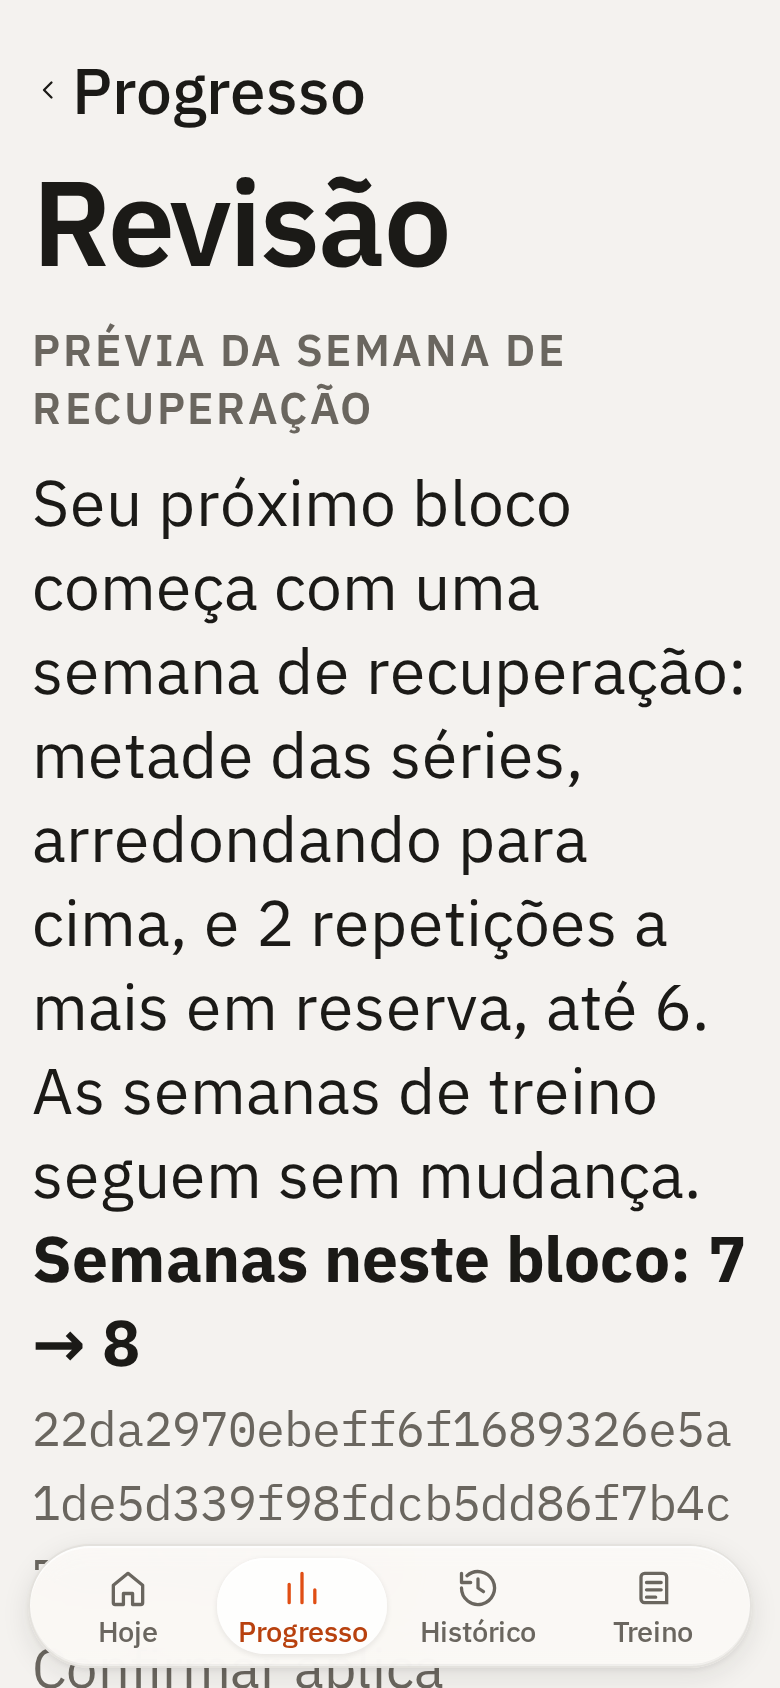 Progresso
Revisão
PRÉVIA DA SEMANA DE
RECUPERAÇÃO
Seu próximo bloco
começa com uma
semana de recuperação:
metade das séries,
arredondando para
cima, e 2 repetições a
mais em reserva, até 6.
As semanas de treino
seguem sem mudança.
Semanas neste bloco: 7
→ 8
22da2970ebeff6f1689326e5a
1de5d339f98fdcb5dd86f7b4c
Confirmar aplica
Hoje
Progresso
Histórico
Treino